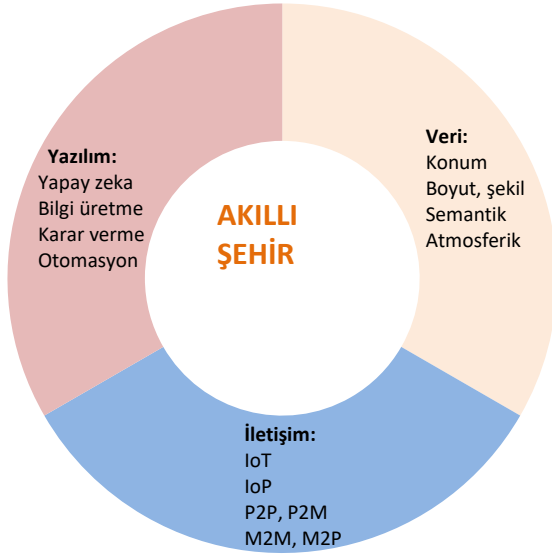 Yazılım:
Yapay zeka
Bilgi üretme
Karar verme
Otomasyon
AKILLI
ŞEHİR
Veri:
Konum
Boyut, şekil
Semantik
Atmosferik
İletişim:
IoT
IoP
P2P, P2M
M2M, M2P